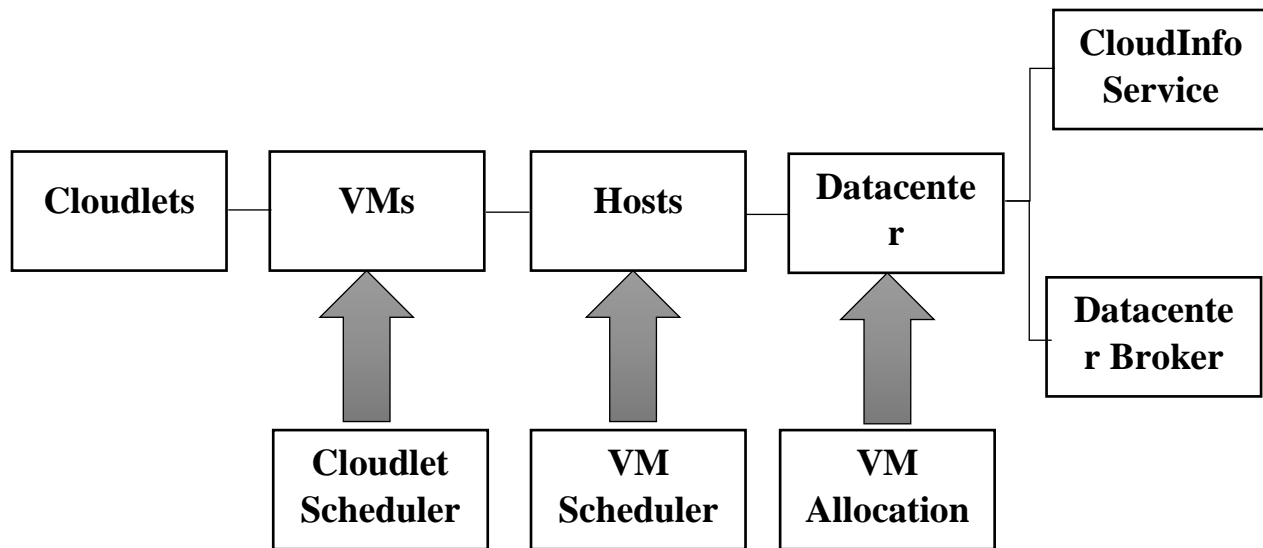 CloudInfo
Service
Cloudlets
VMs
Hosts
Datacente
r
Datacente
r Broker
Cloudlet
Scheduler
VM
Scheduler
VM
Allocation